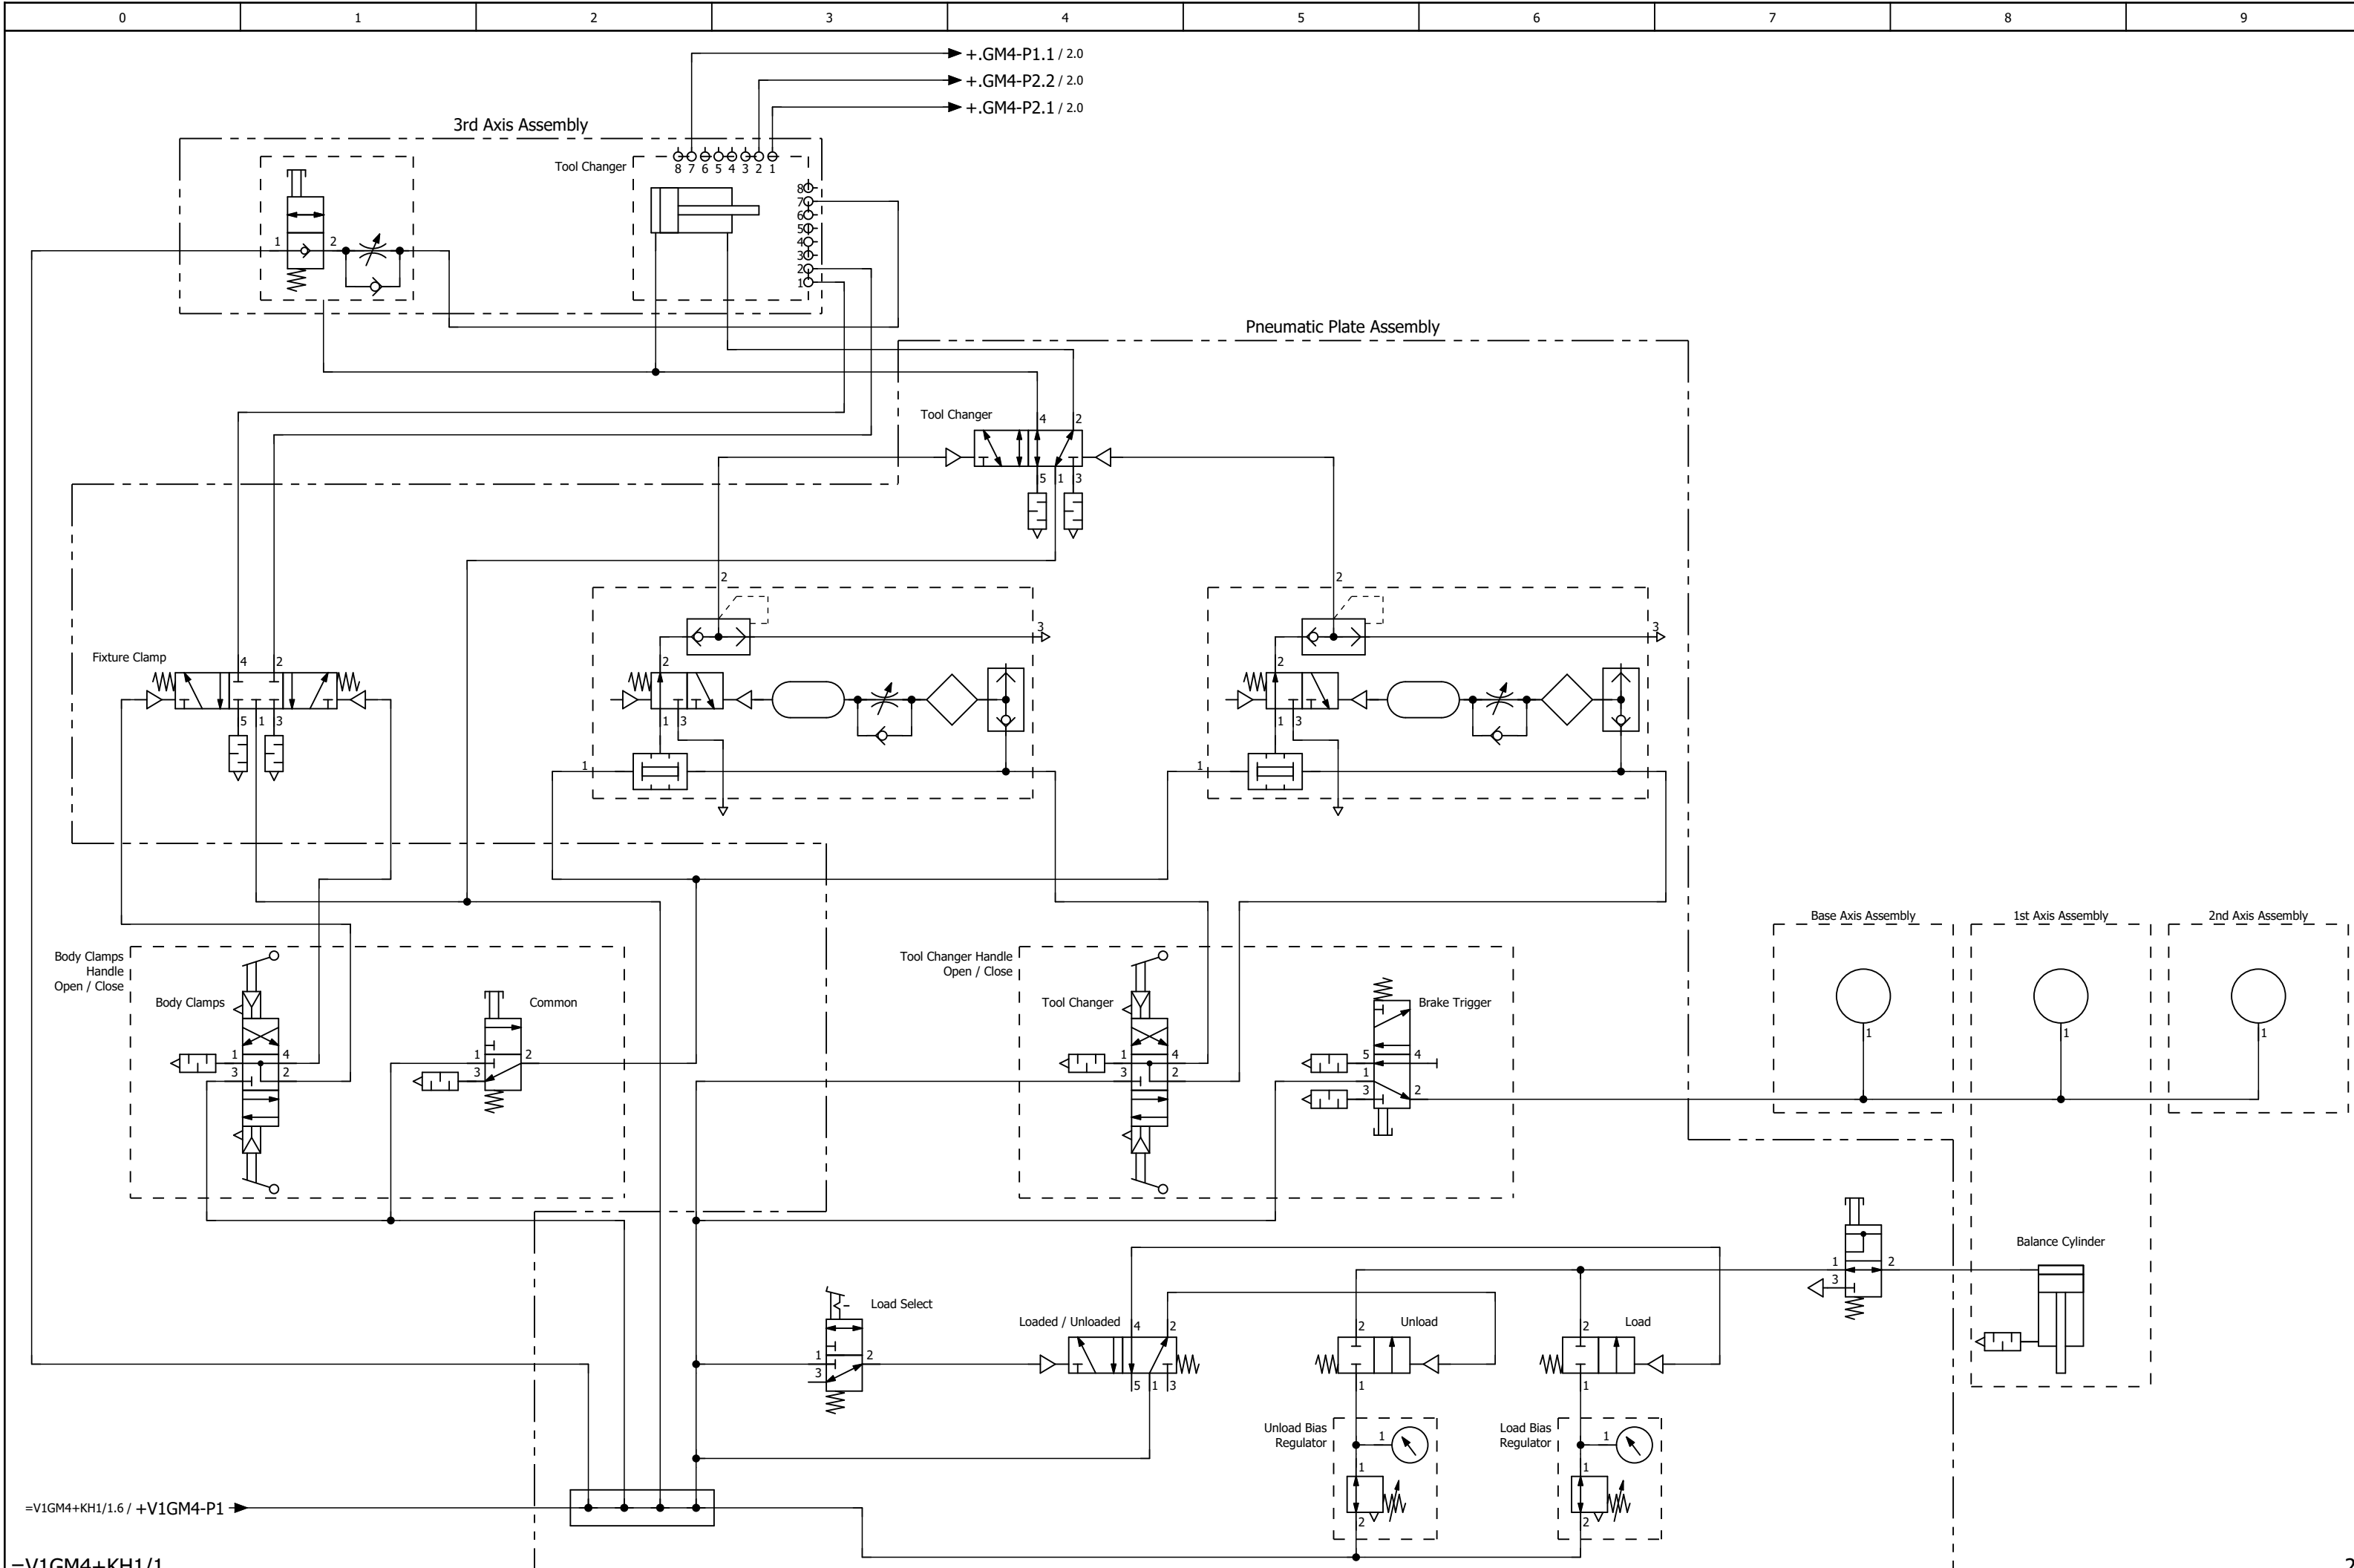 0 1 2 3 4 5 6 7 8 9
+.GM4-P1.1 / 2.0
+.GM4-P2.2 / 2.0
+.GM4-P2.1 / 2.0
3rd Axis Assembly
Tool Changer
8 7 6 5 4 3 2 1
8
7
6
5
4
3
2
1
1 2
Pneumatic Plate Assembly
Tool Changer
4 2
5 1 3
2
3
2
1 3
1
2
3
2
1 3
1
Fixture Clamp
4 2
5 1 3
Body Clamps
Handle
Open / Close
Body Clamps
1 4
3 2
Common
1 2
3
Tool Changer Handle
Open / Close
Tool Changer
1 4
3 2
Brake Trigger
5 4
1
3 2
Base Axis Assembly
1
1st Axis Assembly
1
2nd Axis Assembly
1
Load Select
1 2
3
Loaded / Unloaded
4 2
5 1 3
Unload
2
1
Load
2
1
1 2
3
Balance Cylinder
Unload Bias
Regulator
1
1
2
Load Bias
Regulator
1
1
2
=V1GM4+KH1/1.6 / +V1GM4-P1
=V1GM4+KH1/1
2